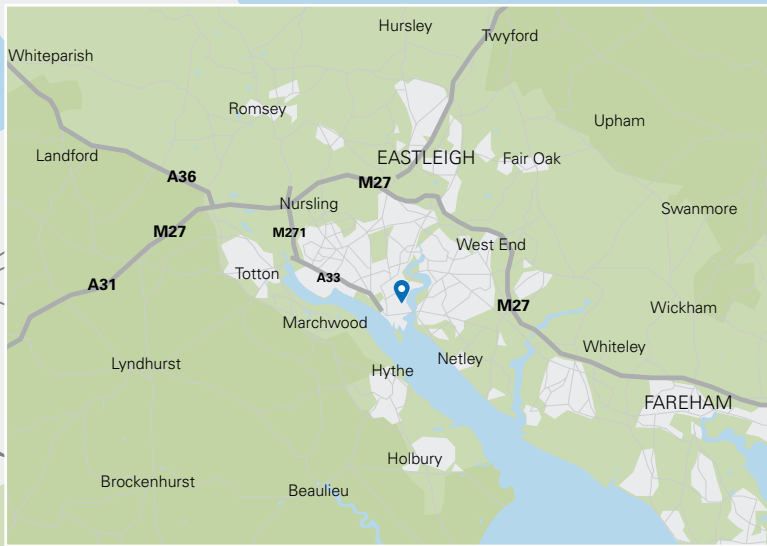 Hursley
Twyford
Whiteparish
Romsey
Upham
Landford
EASTLEIGH
Fair Oak
A36
M27
Nursling
Swanmore
M27
M271
West End
Totton
A33
A31
M27
Wickham
Marchwood
Whiteley
Lyndhurst
Netley
Hythe
FAREHAM
Holbury
Brockenhurst
Beaulieu